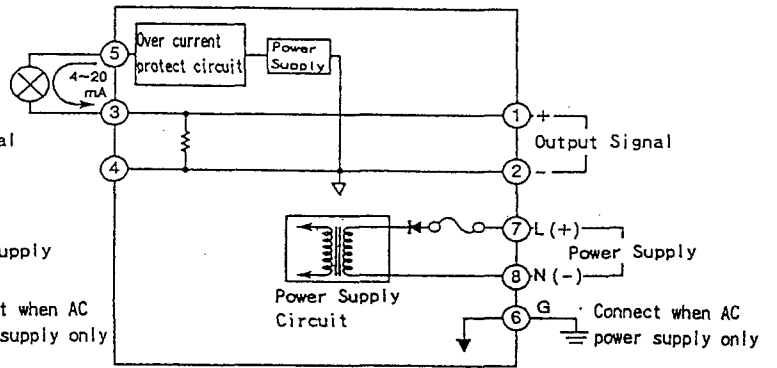 Over current
protect circuit
Power
Supply
5
4~20
mA
3
4
1 +
Output Signal
2 -
7 L(+)
Power Supply
8 N(-)
Power Supply
Circuit
6 G
Connect when AC
power supply only
al
upply
t when AC
supply only